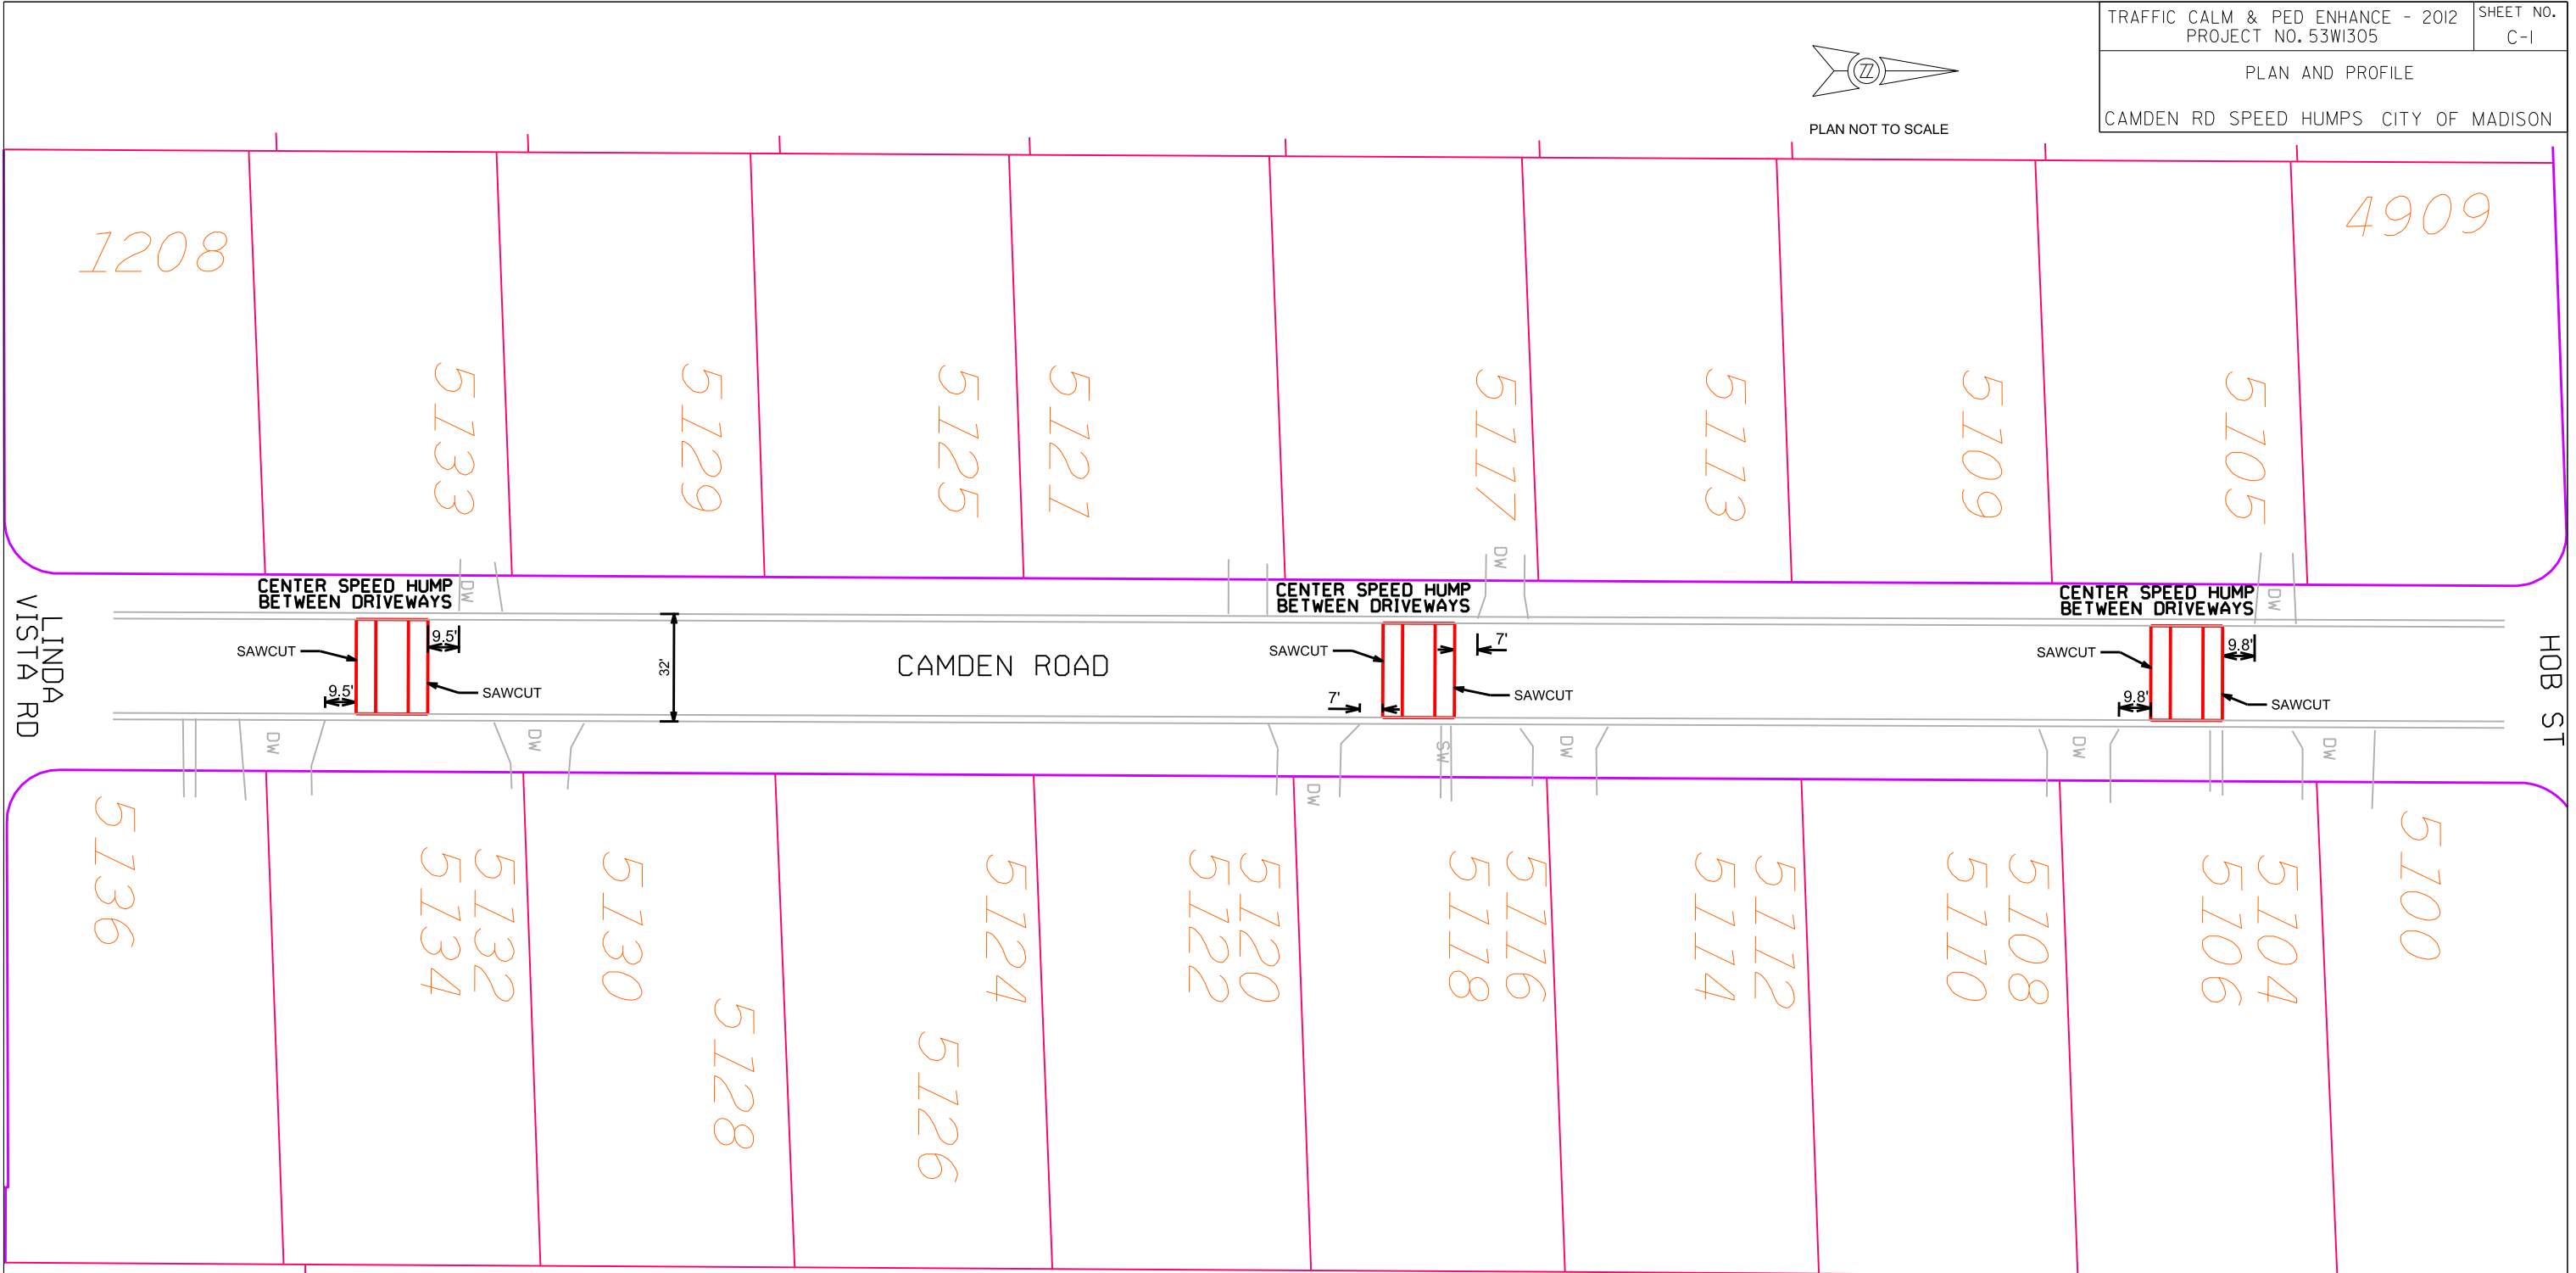 TRAFFIC CALM & PED ENHANCE - 2012
PROJECT NO. 53W1305
SHEET NO.
C-1
PLAN AND PROFILE
CAMDEN RD SPEED HUMPS CITY OF MADISON
Z
PLAN NOT TO SCALE
1208
5133
5129
5125
5121
5117
5113
5109
5105
4909
CENTER SPEED HUMP
BETWEEN DRIVEWAYS
DW
CENTER SPEED HUMP
BETWEEN DRIVEWAYS
DW
CENTER SPEED HUMP
BETWEEN DRIVEWAYS
DW
LINDA
VISTA RD
SAWCUT
9.5'
9.5'
SAWCUT
32'
CAMDEN ROAD
SAWCUT
7'
7'
SAWCUT
SAWCUT
9.8'
9.8'
SAWCUT
HOB ST
DW
DW
DW
SW
DW
DW
DW
5136
5132
5134
5130
5128
5126
5124
5120
5122
5116
5118
5112
5114
5108
5110
5104
5106
5100